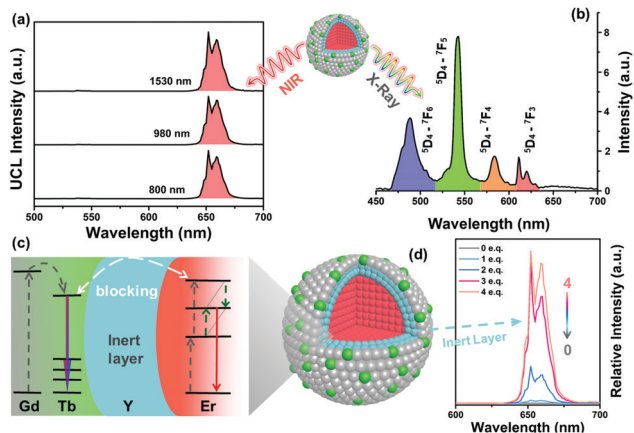 (a)
UCL Intensity (a.u.)
1530 nm
980 nm
800 nm
500 550 600 650 700
Wavelength (nm)
NIR
X-Ray
(b)
⁵D₄ - ⁷F₆
⁵D₄ - ⁷F₅
⁵D₄ - ⁷F₄
⁵D₄ - ⁷F₃
8
6
4
2
0
Intensity (a.u.)
450 500 550 600 650 700
Wavelength (nm)
(c)
blocking
Inert
layer
Gd Tb Y Er
Inert Layer
(d)
0 e.q.
1 e.q.
2 e.q.
3 e.q.
4 e.q.
4
0
Relative Intensity (a.u.)
600 650 700
Wavelength (nm)